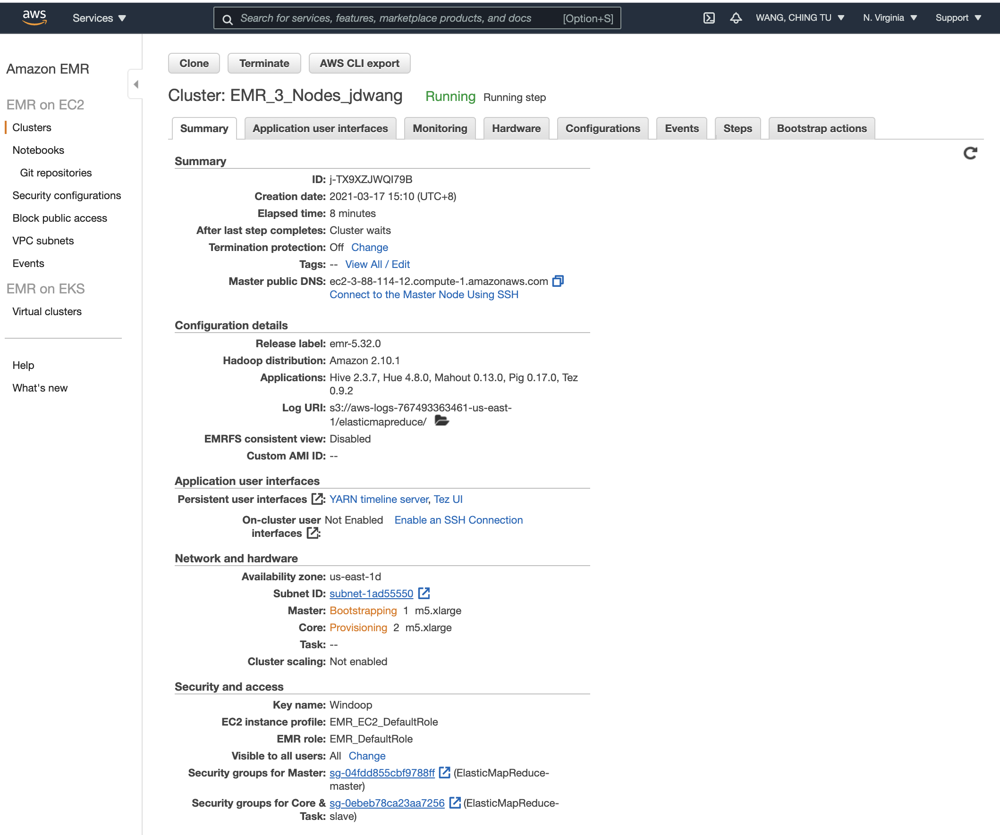 aws
Services
Search for services, features, marketplace products, and docs [Option+S]
WANG, CHING TU
N. Virginia
Support
Amazon EMR
EMR on EC2
Clusters
Notebooks
Git repositories
Security configurations
Block public access
VPC subnets
Events
EMR on EKS
Virtual clusters
Help
What's new
Clone
Terminate
AWS CLI export
Cluster: EMR_3_Nodes_jdwang Running Running step
Summary
Application user interfaces
Monitoring
Hardware
Configurations
Events
Steps
Bootstrap actions
Summary
ID: j-TX9XZJWQI79B
Creation date: 2021-03-17 15:10 (UTC+8)
Elapsed time: 8 minutes
After last step completes: Cluster waits
Termination protection: Off Change
Tags: -- View All / Edit
Master public DNS: ec2-3-88-114-12.compute-1.amazonaws.com
Connect to the Master Node Using SSH
Configuration details
Release label: emr-5.32.0
Hadoop distribution: Amazon 2.10.1
Applications: Hive 2.3.7, Hue 4.8.0, Mahout 0.13.0, Pig 0.17.0, Tez
0.9.2
Log URI: s3://aws-logs-767493363461-us-east-
1/elasticmapreduce/
EMRFS consistent view: Disabled
Custom AMI ID: --
Application user interfaces
Persistent user interfaces : YARN timeline server, Tez UI
On-cluster user Not Enabled Enable an SSH Connection
interfaces :
Network and hardware
Availability zone: us-east-1d
Subnet ID: subnet-1ad55550
Master: Bootstrapping 1 m5.xlarge
Core: Provisioning 2 m5.xlarge
Task: --
Cluster scaling: Not enabled
Security and access
Key name: Windoop
EC2 instance profile: EMR_EC2_DefaultRole
EMR role: EMR_DefaultRole
Visible to all users: All Change
Security groups for Master: sg-04fdd855cbf9788ff (ElasticMapReduce-
master)
Security groups for Core & sg-0ebeb78ca23aa7256 (ElasticMapReduce-
Task: slave)